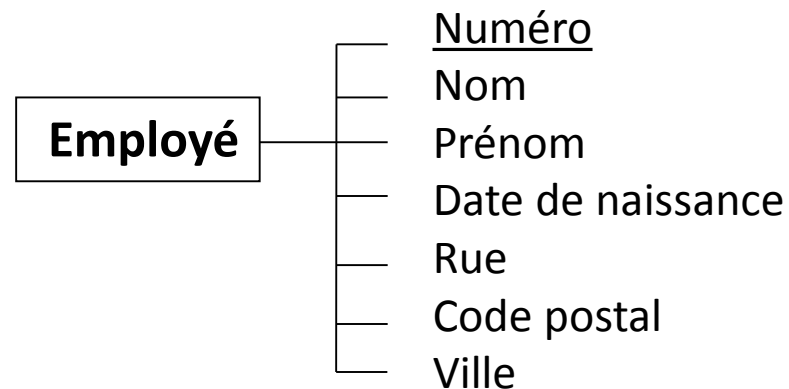 Numéro
Nom
Employé
Prénom
Date de naissance
Rue
Code postal
Ville